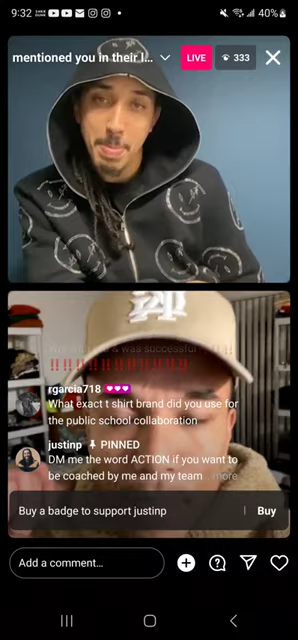 9:32
40%
mentioned you in their l...
LIVE
333
was successful
!! !! !! !! !! !! !! !! !! !!
rgarcia718
What exact t shirt brand did you use for
the public school collaboration
justinp PINNED
DM me the word ACTION if you want to
be coached by me and my team ... more
Buy a badge to support justinp
Buy
Add a comment...